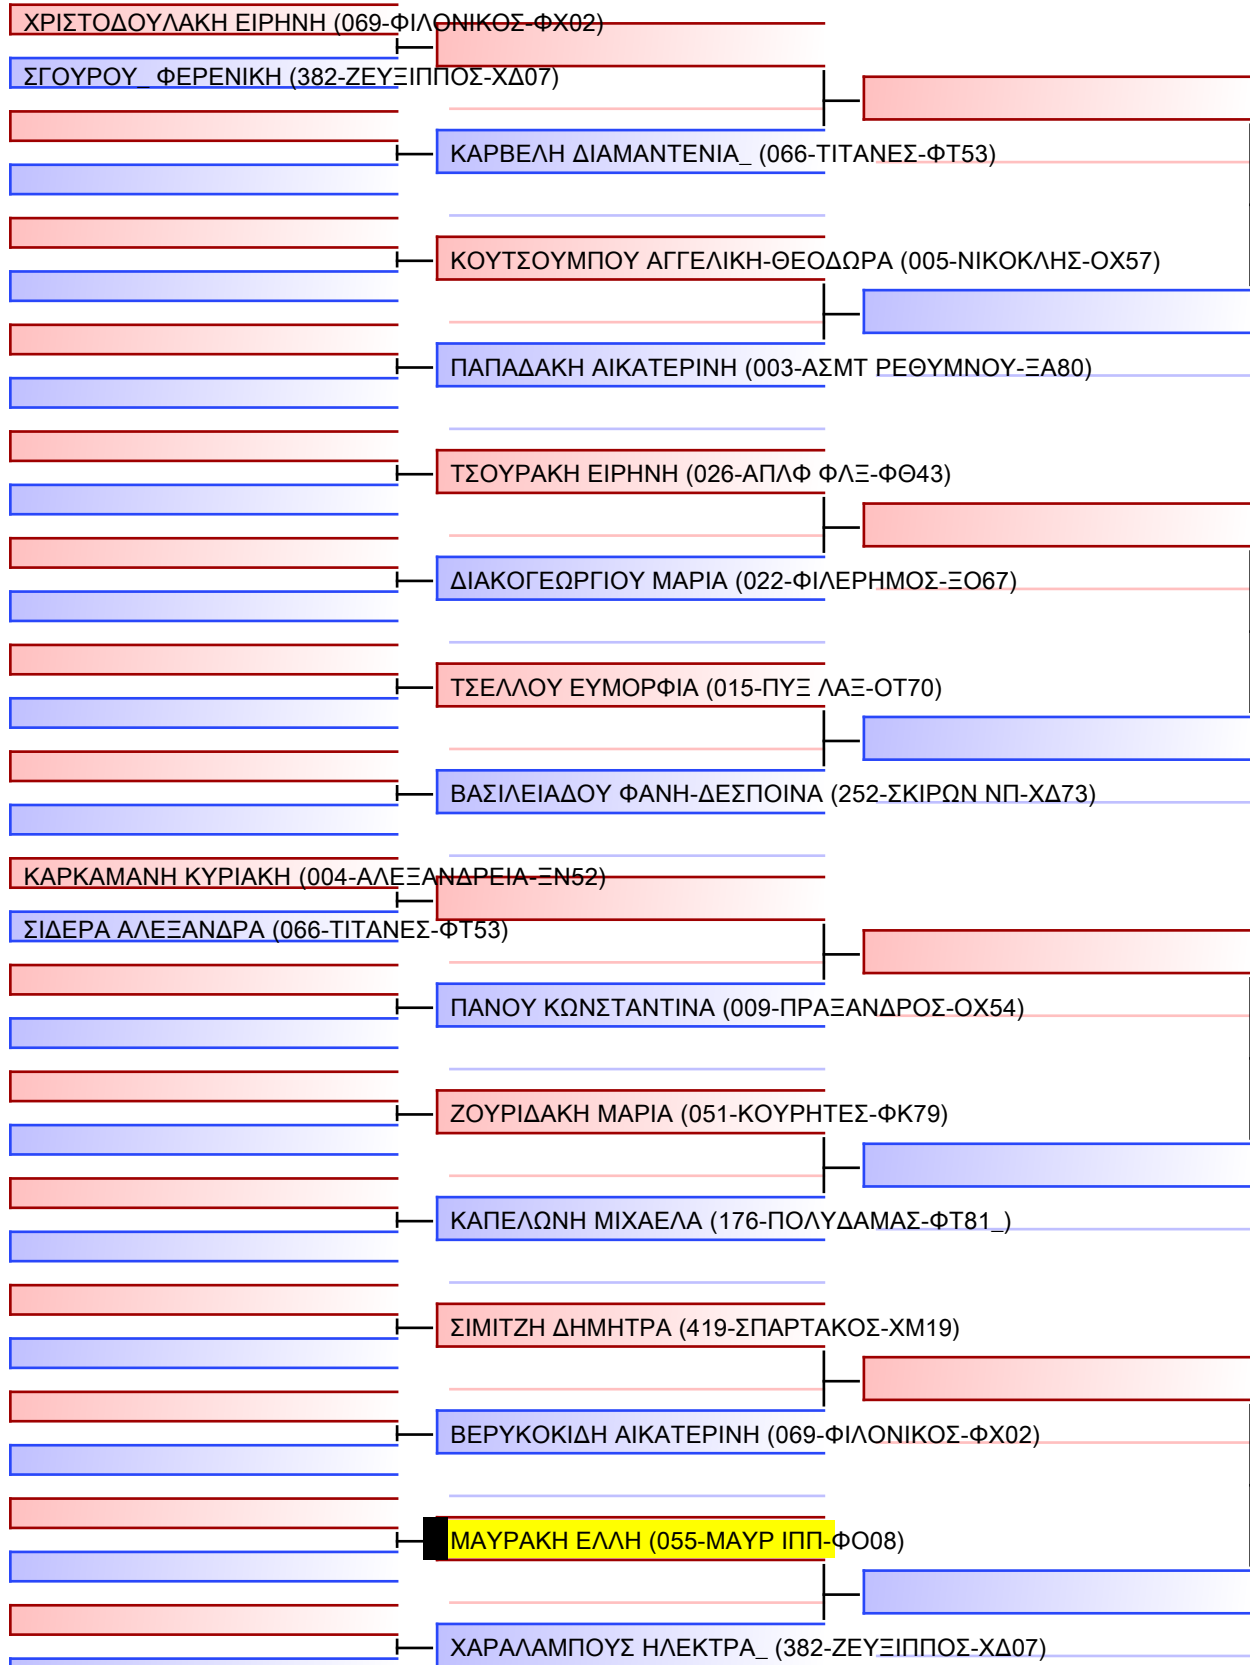 ΧΡΙΣΤΟΔΟΥΛΑΚΗ ΕΙΡΗΝΗ (069-ΦΙΛΟΝΙΚΟΣ-ΦΧ02)
ΣΓΟΥΡΟΥ_ ΦΕΡΕΝΙΚΗ (382-ΖΕΥΞΙΠΠΟΣ-ΧΔ07)
ΚΑΡΒΕΛΗ ΔΙΑΜΑΝΤΕΝΙΑ_ (066-ΤΙΤΑΝΕΣ-ΦΤ53)
ΚΟΥΤΣΟΥΜΠΟΥ ΑΓΓΕΛΙΚΗ-ΘΕΟΔΩΡΑ (005-ΝΙΚΟΚΛΗΣ-ΟΧ57)
ΠΑΠΑΔΑΚΗ ΑΙΚΑΤΕΡΙΝΗ (003-ΑΣΜΤ ΡΕΘΥΜΝΟΥ-ΞΑ80)
ΤΣΟΥΡΑΚΗ ΕΙΡΗΝΗ (026-ΑΠΛΦ ΦΛΞ-ΦΘ43)
ΔΙΑΚΟΓΕΩΡΓΙΟΥ ΜΑΡΙΑ (022-ΦΙΛΕΡΗΜΟΣ-ΞΟ67)
ΤΣΕΛΛΟΥ ΕΥΜΟΡΦΙΑ (015-ΠΥΞ ΛΑΞ-ΟΤ70)
ΒΑΣΙΛΕΙΑΔΟΥ ΦΑΝΗ-ΔΕΣΠΟΙΝΑ (252-ΣΚΙΡΩΝ ΝΠ-ΧΔ73)
ΚΑΡΚΑΜΑΝΗ ΚΥΡΙΑΚΗ (004-ΑΛΕΞΑΝΔΡΕΙΑ-ΞΝ52)
ΣΙΔΕΡΑ ΑΛΕΞΑΝΔΡΑ (066-ΤΙΤΑΝΕΣ-ΦΤ53)
ΠΑΝΟΥ ΚΩΝΣΤΑΝΤΙΝΑ (009-ΠΡΑΞΑΝΔΡΟΣ-ΟΧ54)
ΖΟΥΡΙΔΑΚΗ ΜΑΡΙΑ (051-ΚΟΥΡΗΤΕΣ-ΦΚ79)
ΚΑΠΕΛΩΝΗ ΜΙΧΑΕΛΑ (176-ΠΟΛΥΔΑΜΑΣ-ΦΤ81_)
ΣΙΜΙΤΖΗ ΔΗΜΗΤΡΑ (419-ΣΠΑΡΤΑΚΟΣ-ΧΜ19)
ΒΕΡΥΚΟΚΙΔΗ ΑΙΚΑΤΕΡΙΝΗ (069-ΦΙΛΟΝΙΚΟΣ-ΦΧ02)
ΜΑΥΡΑΚΗ ΕΛΛΗ (055-ΜΑΥΡ ΙΠΠ-ΦΟ08)
ΧΑΡΑΛΑΜΠΟΥΣ ΗΛΕΚΤΡΑ_ (382-ΖΕΥΞΙΠΠΟΣ-ΧΔ07)